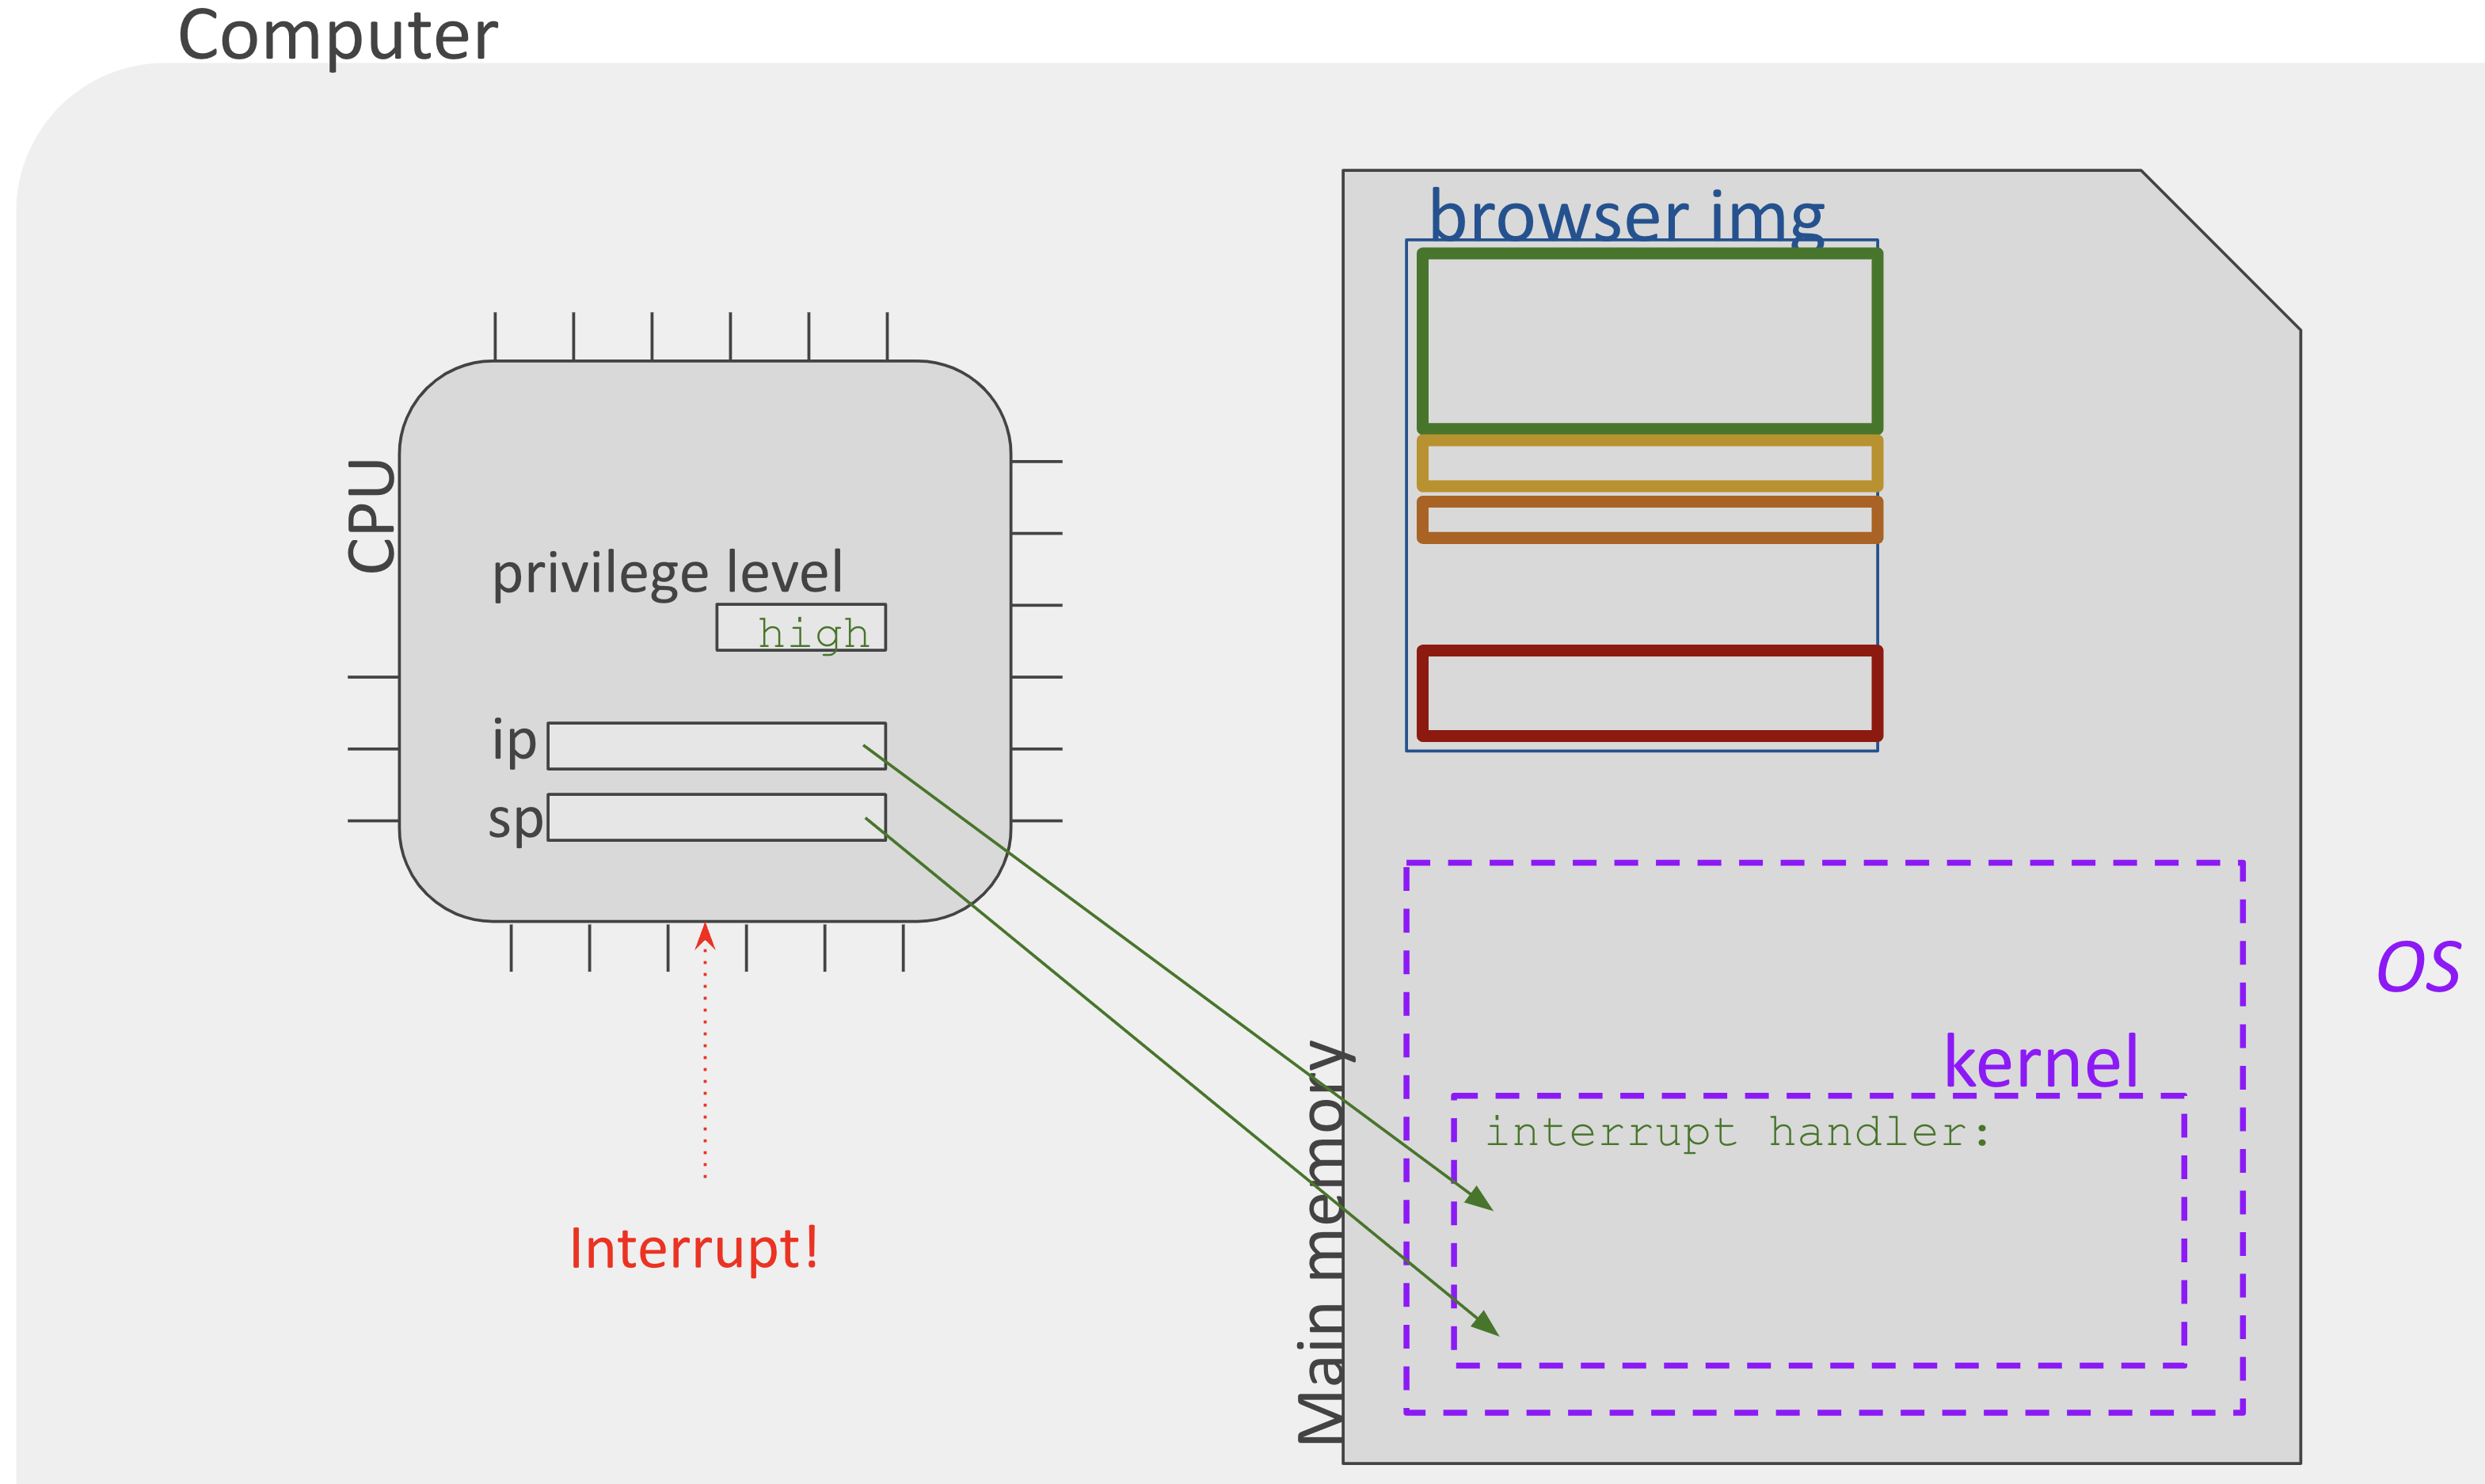 Computer
browser img
CPU
privilege level
high
ip
sp
OS
kernel
interrupt handler:
Interrupt!
Main memory